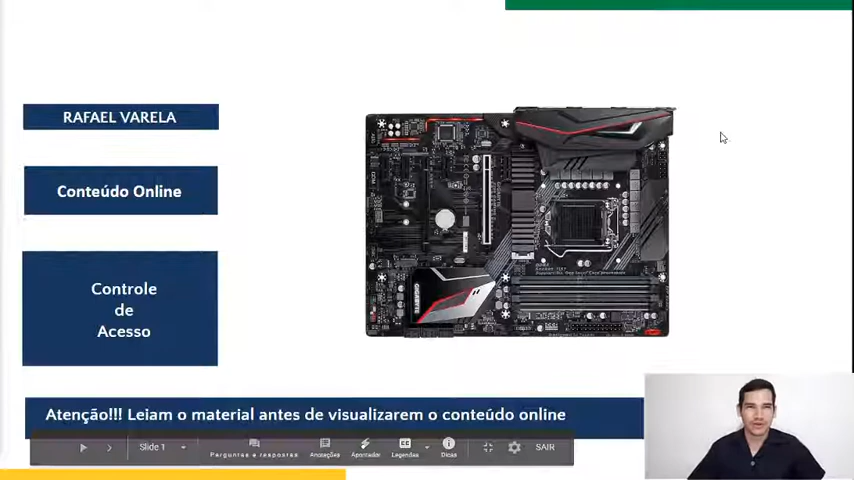 RAFAEL VARELA
Conteúdo Online
Controle
de
Acesso
GIGABYTE
Atenção!!! Leiam o material antes de visualizarem o conteúdo online
Slide 1
Perguntas e respostas
Anotações
Apontador
Legendas
Dicas
SAIR